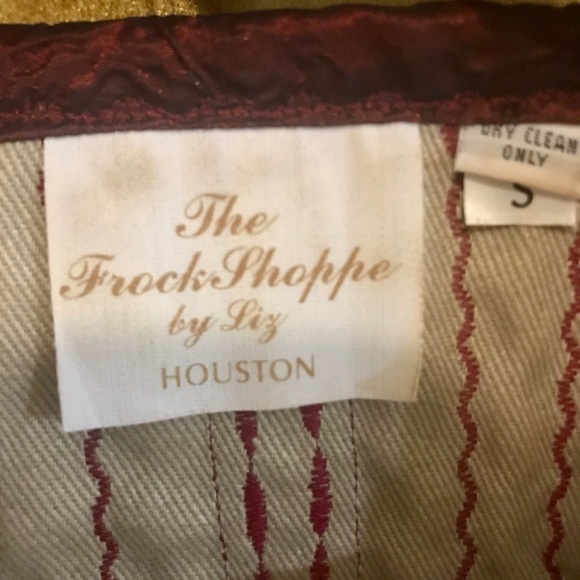 The
FrockShoppe
by Liz
HOUSTON
DRY CLEAN
ONLY
S